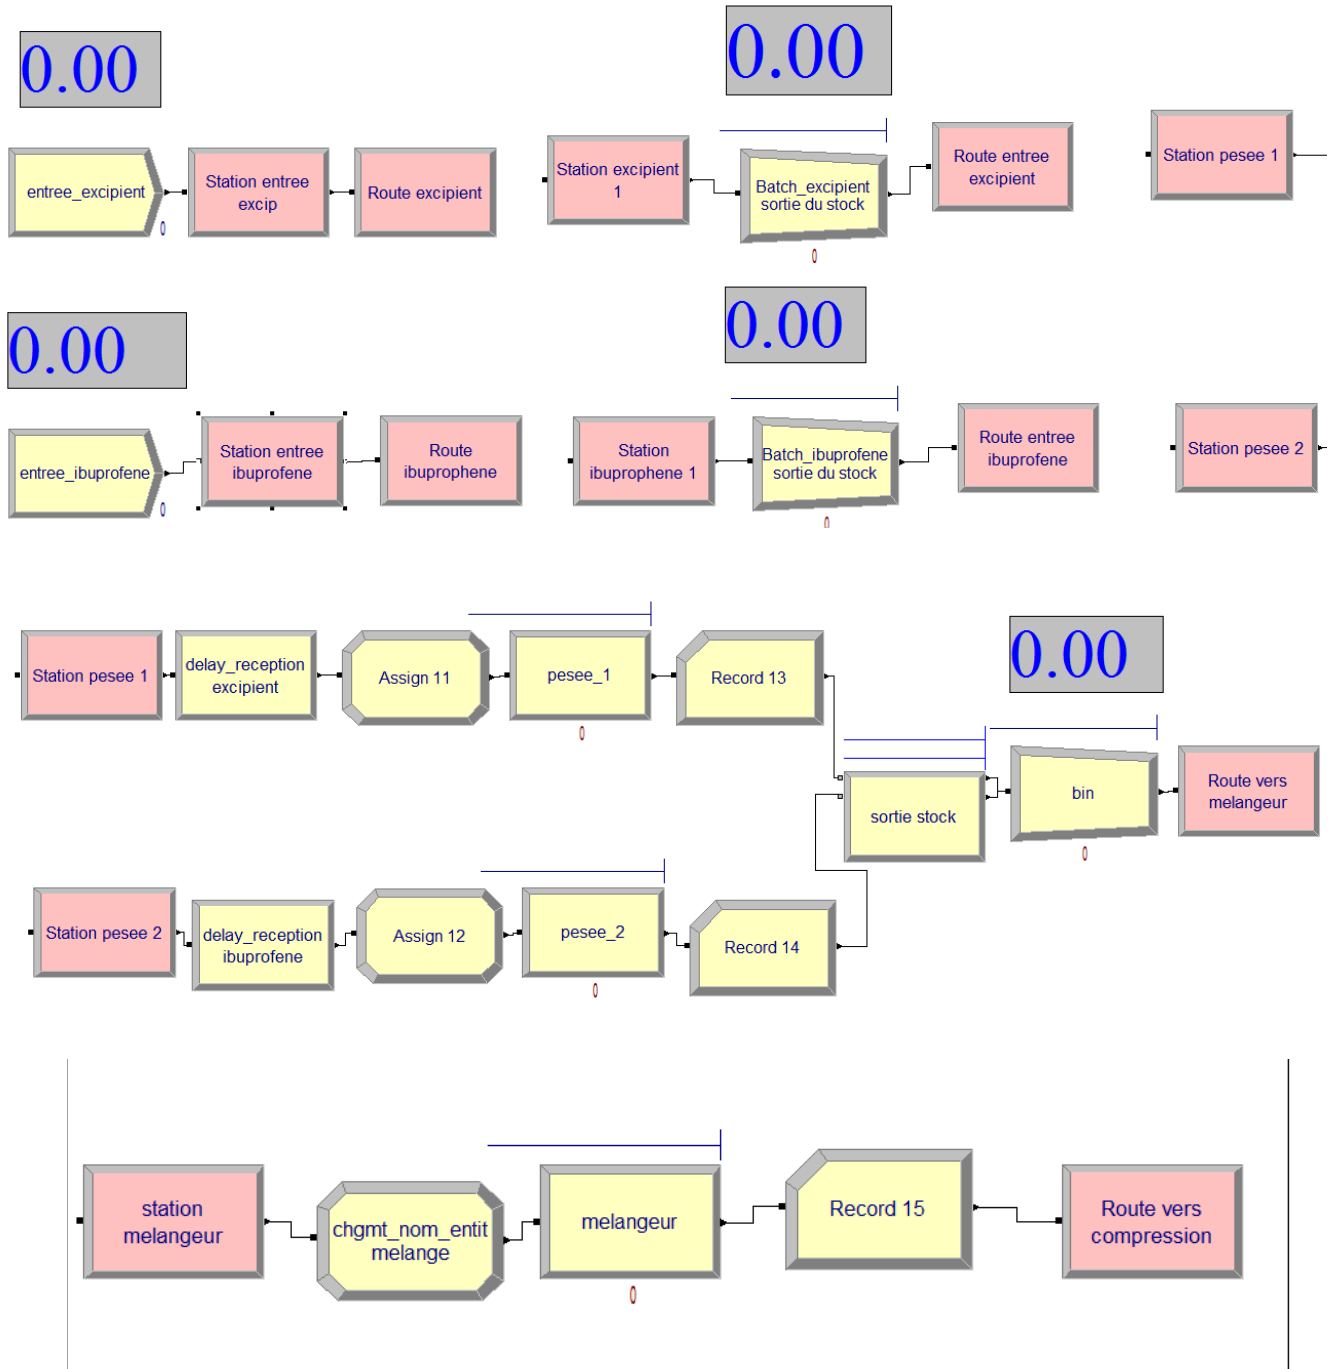 0.00
0.00
entree_excipient
0
Station entree
excip
Route excipient
Station excipient
1
Batch_excipient
sortie du stock
0
Route entree
excipient
Station pesee 1
0.00
0.00
entree_ibuprofene
0
Station entree
ibuprofene
Route
ibuprophene
Station
ibuprophene 1
Batch_ibuprofene
sortie du stock
0
Route entree
ibuprofene
Station pesee 2
Station pesee 1
delay_reception
excipient
Assign 11
pesee_1
0
Record 13
0.00
sortie stock
bin
0
Route vers
melangeur
Station pesee 2
delay_reception
ibuprofene
Assign 12
pesee_2
0
Record 14
station
melangeur
chgmt_nom_entit
melange
melangeur
0
Record 15
Route vers
compression